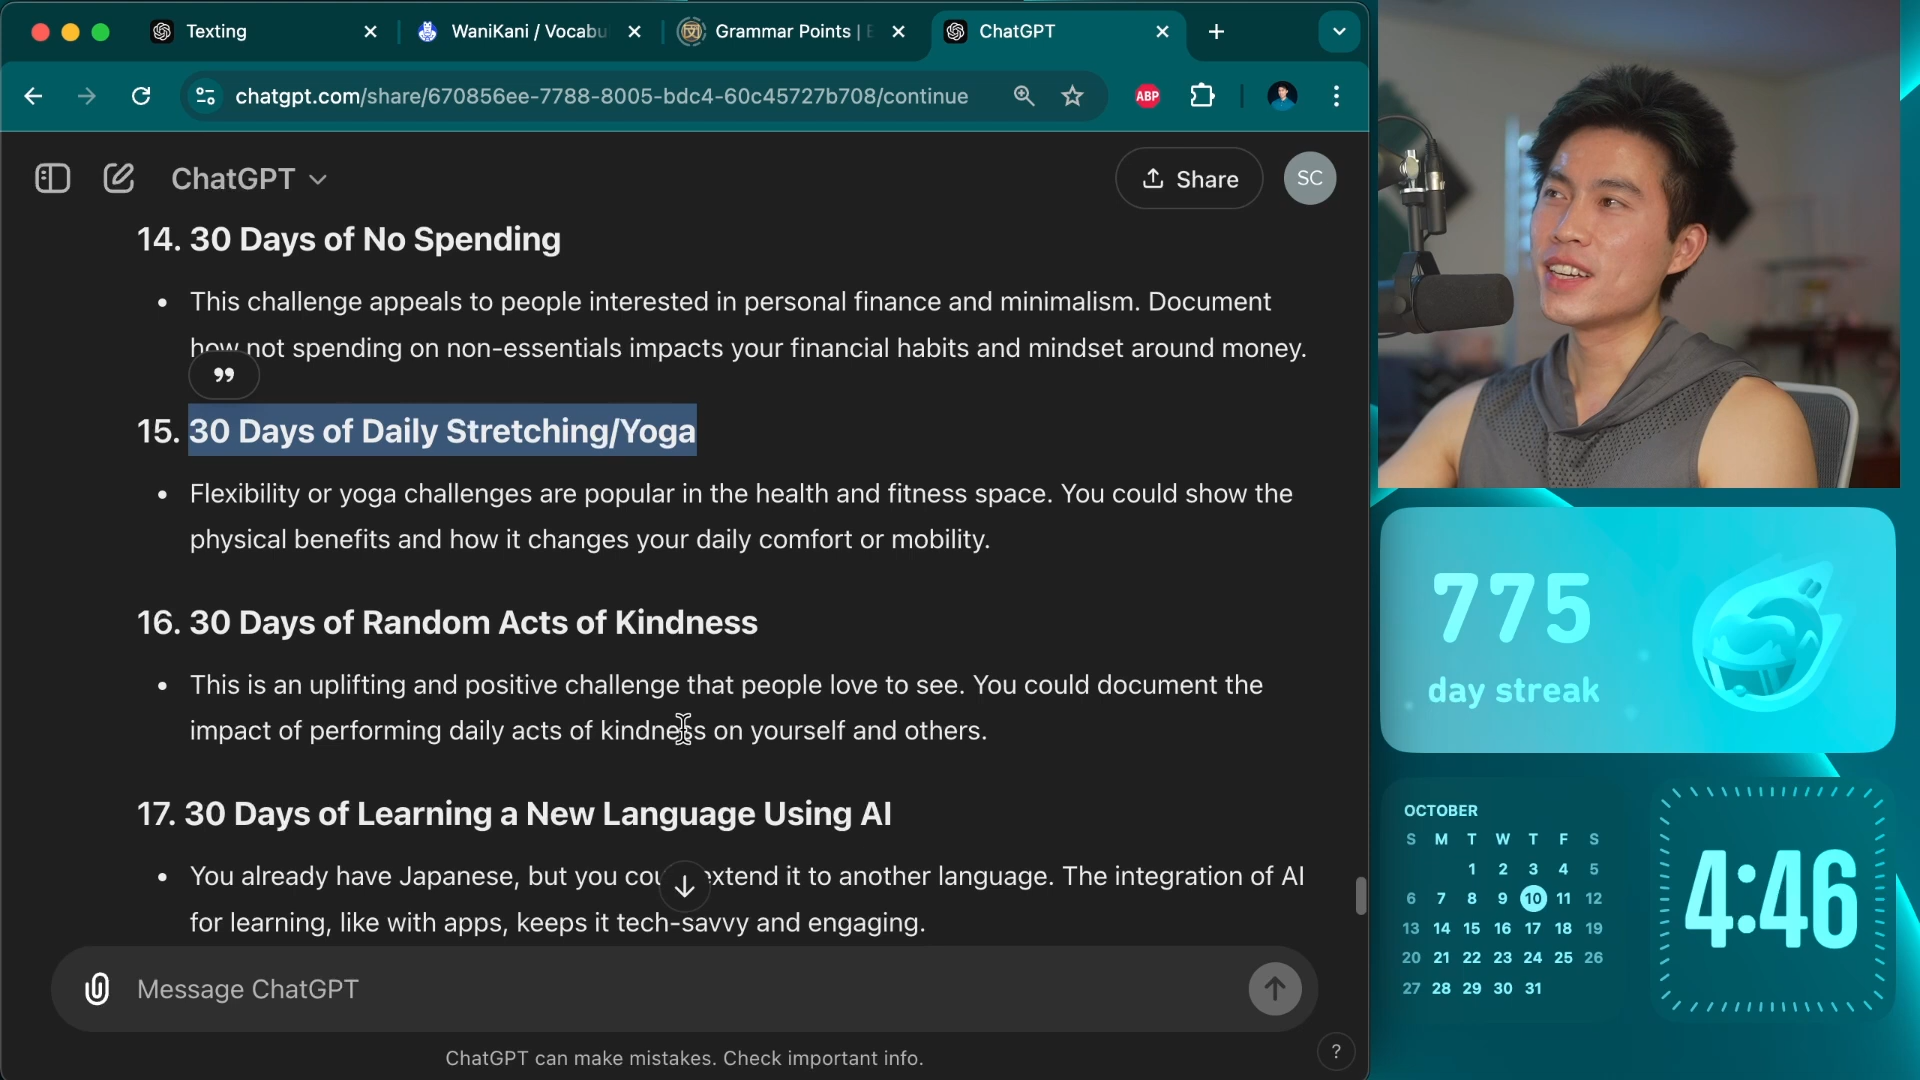 Texting
WaniKani / Vocabu
Grammar Points | E
ChatGPT
chatgpt.com/share/670856ee-7788-8005-bdc4-60c45727b708/continue
ABP
ChatGPT
Share
SC
14. 30 Days of No Spending
• This challenge appeals to people interested in personal finance and minimalism. Document
how not spending on non-essentials impacts your financial habits and mindset around money.
15. 30 Days of Daily Stretching/Yoga
• Flexibility or yoga challenges are popular in the health and fitness space. You could show the
physical benefits and how it changes your daily comfort or mobility.
16. 30 Days of Random Acts of Kindness
• This is an uplifting and positive challenge that people love to see. You could document the
impact of performing daily acts of kindness on yourself and others.
17. 30 Days of Learning a New Language Using AI
• You already have Japanese, but you cou extend it to another language. The integration of AI
for learning, like with apps, keeps it tech-savvy and engaging.
Message ChatGPT
ChatGPT can make mistakes. Check important info.
?
775
day streak
OCTOBER
S M T W T F S
1 2 3 4 5
6 7 8 9 10 11 12
13 14 15 16 17 18 19
20 21 22 23 24 25 26
27 28 29 30 31
4:46